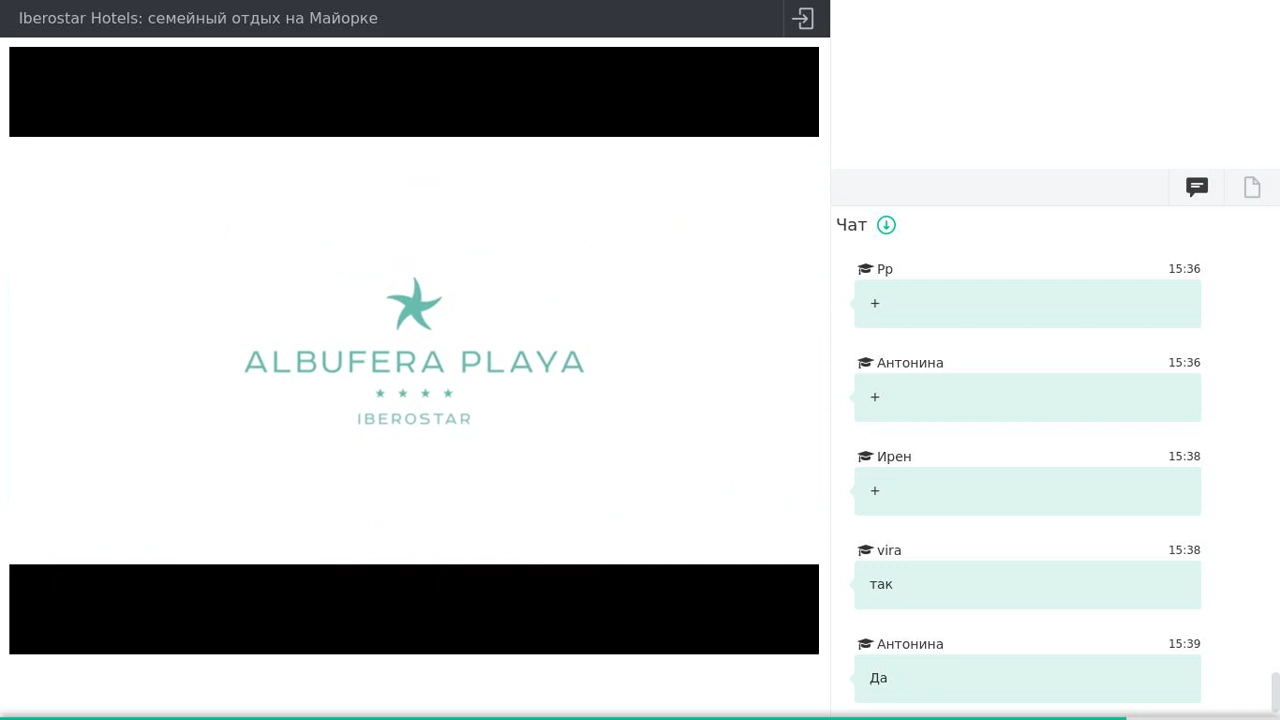 Iberostar Hotels: семейный отдых на Майорке
ALBUFERA PLAYA
IBEROSTAR
Чат
Рр 15:36
+
Антонина 15:36
+
Ирен 15:38
+
vira 15:38
так
Антонина 15:39
Да